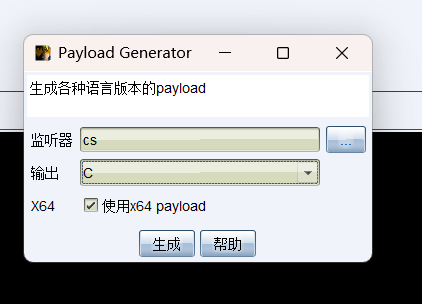 Payload Generator
生成各种语言版本的payload
监听器 cs ...
输出 C
X64 使用x64 payload
生成 帮助